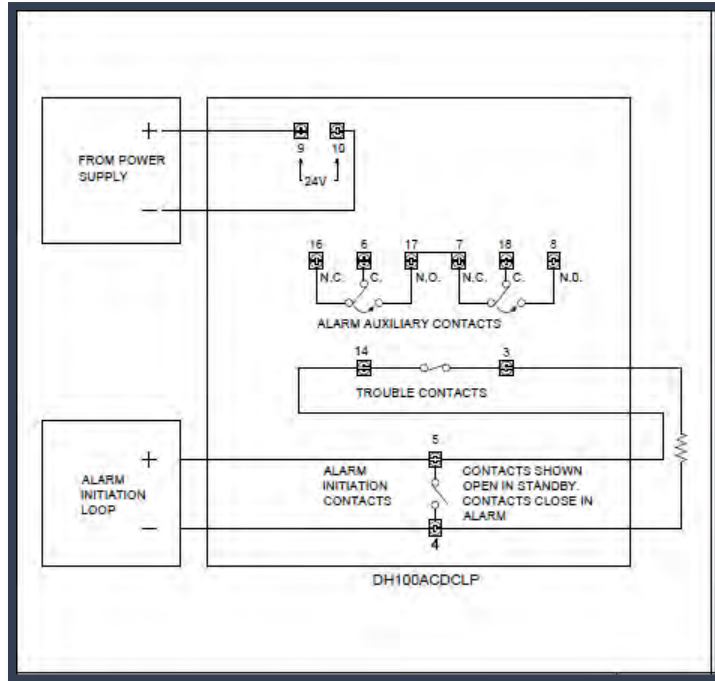 +
9 10
FROM POWER
SUPPLY
24V
—
16 6 17 7 18 8
N.C. C. N.O. N.C. C. N.O.
ALARM AUXILIARY CONTACTS
14 3
TROUBLE CONTACTS
5
+
ALARM
INITIATION
LOOP
ALARM
INITIATION
CONTACTS
CONTACTS SHOWN
OPEN IN STANDBY.
CONTACTS CLOSE IN
ALARM
—
4
DH100ACDCLP